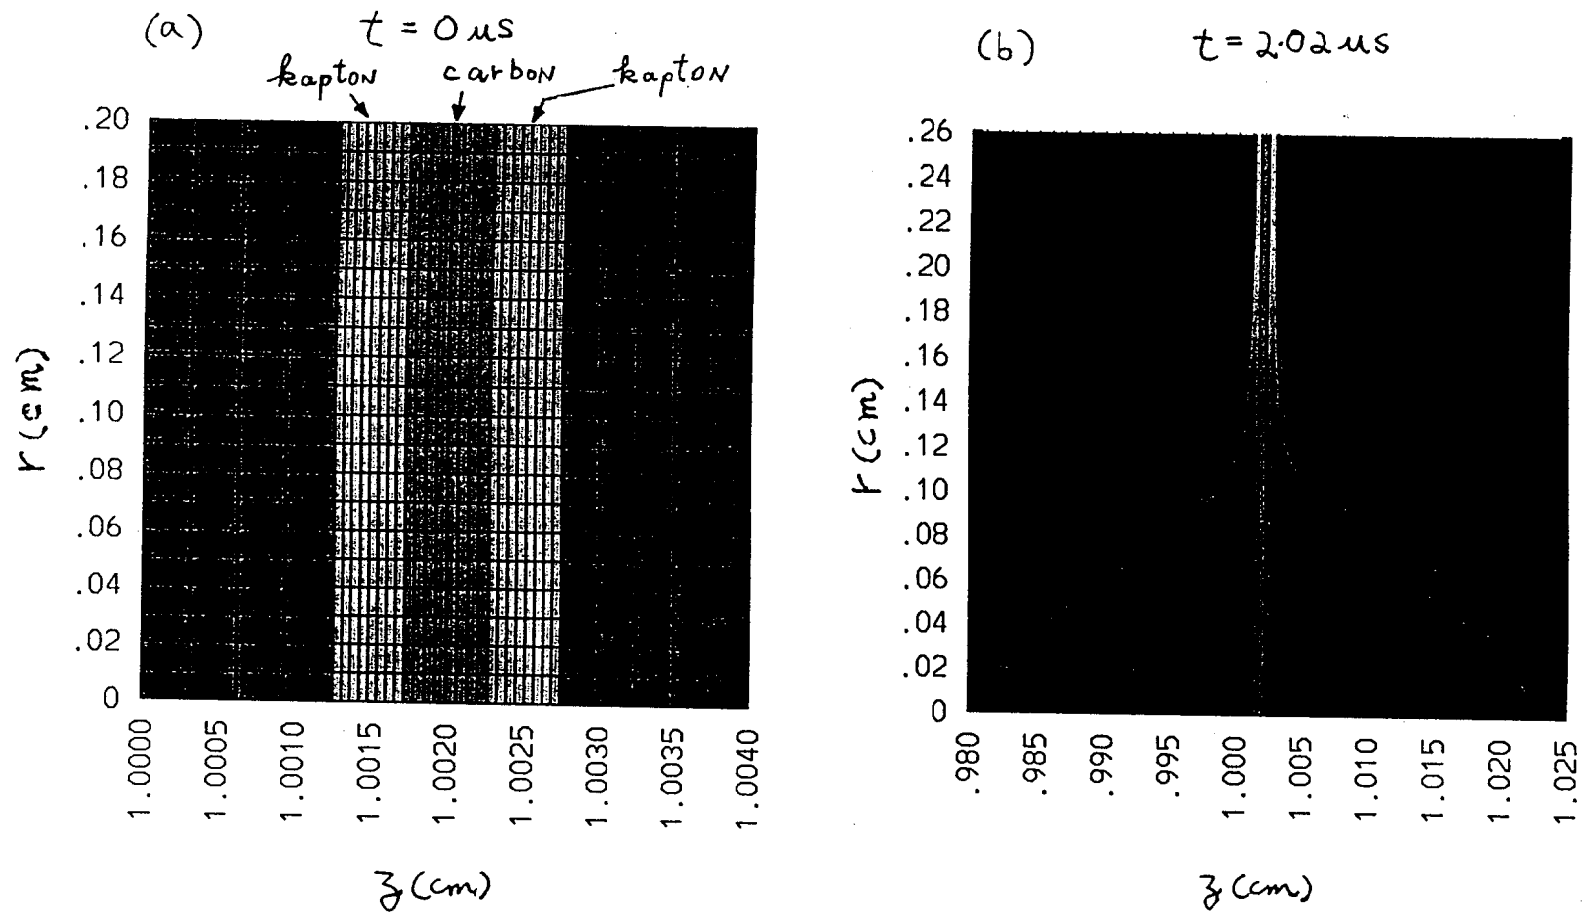 (a) t = 0 μs
kapton carbon kapton
.20
.18
.16
.14
.12
.10
.08
.06
.04
.02
0
r (cm)
1.0000 1.0005 1.0010 1.0015 1.0020 1.0025 1.0030 1.0035 1.0040
z (cm)
(b) t = 2.02 μs
.26
.24
.22
.20
.18
.16
.14
.12
.10
.08
.06
.04
.02
0
r (cm)
.980 .985 .990 .995 1.000 1.005 1.010 1.015 1.020 1.025
z (cm)